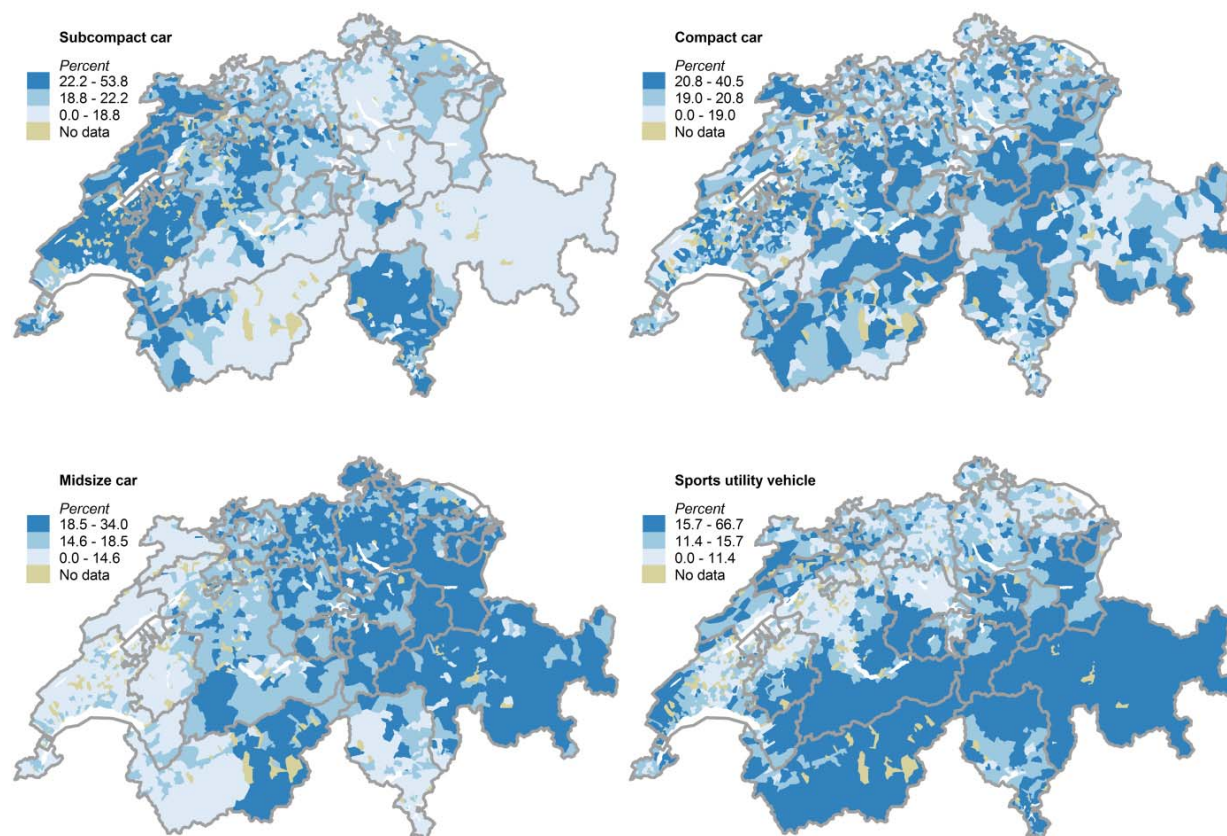 Subcompact car
Percent
22.2 - 53.8
18.8 - 22.2
0.0 - 18.8
No data
Compact car
Percent
20.8 - 40.5
19.0 - 20.8
0.0 - 19.0
No data
Midsize car
Percent
18.5 - 34.0
14.6 - 18.5
0.0 - 14.6
No data
Sports utility vehicle
Percent
15.7 - 66.7
11.4 - 15.7
0.0 - 11.4
No data